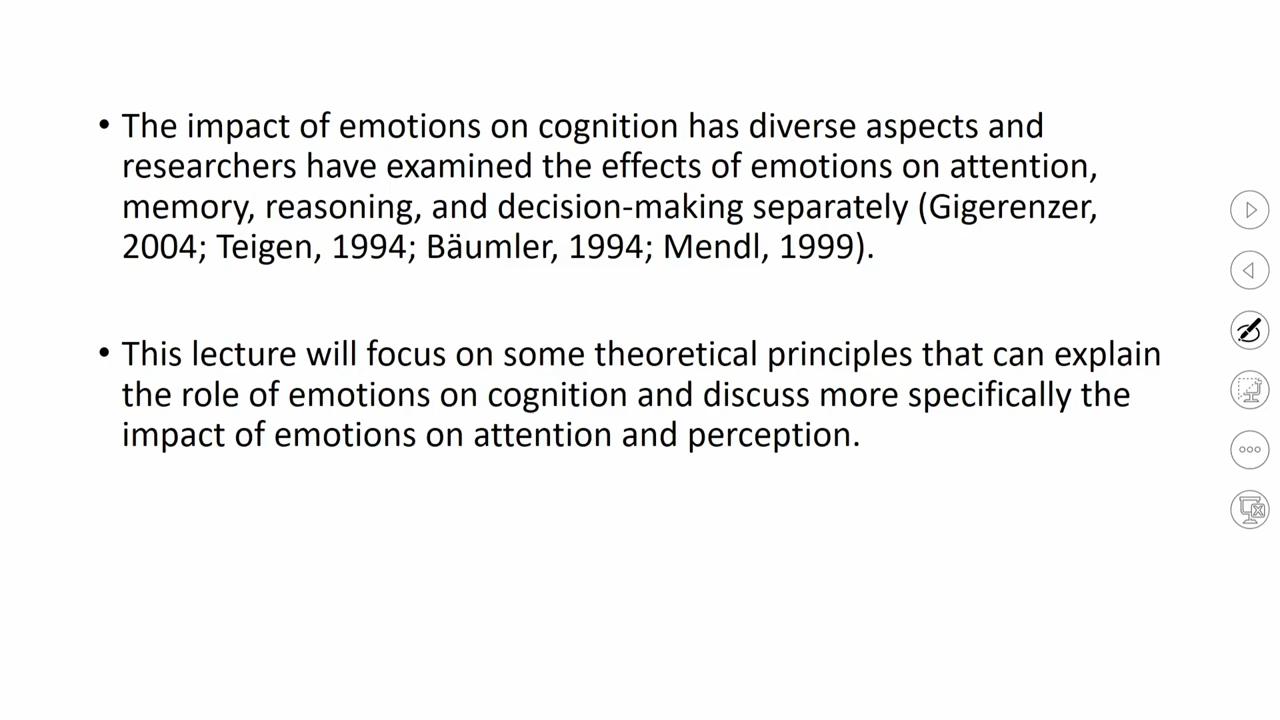 • The impact of emotions on cognition has diverse aspects and
researchers have examined the effects of emotions on attention,
memory, reasoning, and decision-making separately (Gigerenzer,
2004; Teigen, 1994; Bäumler, 1994; Mendl, 1999).
• This lecture will focus on some theoretical principles that can explain
the role of emotions on cognition and discuss more specifically the
impact of emotions on attention and perception.